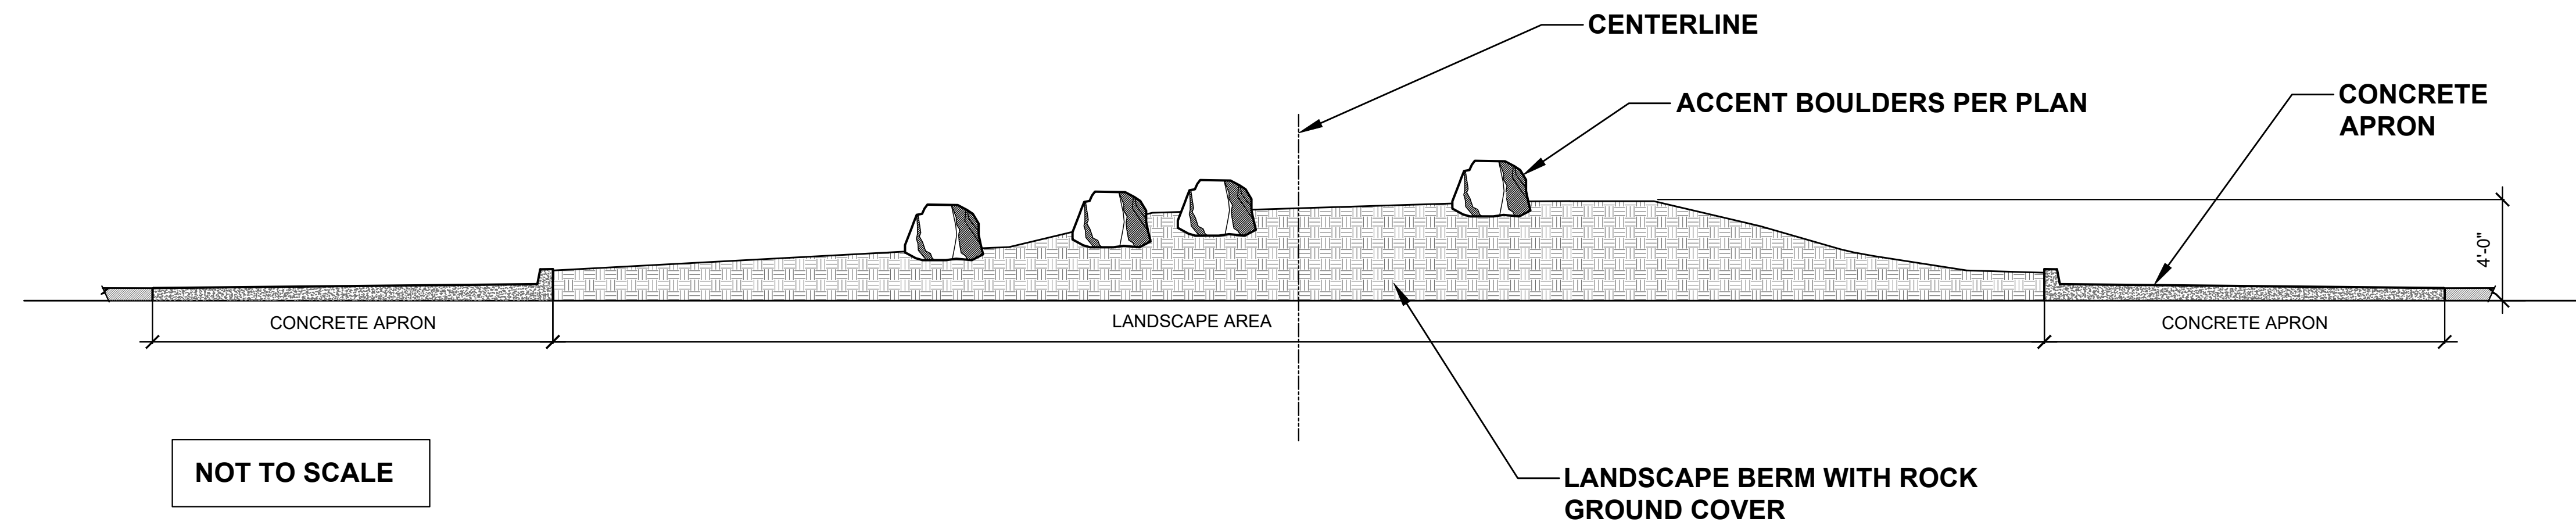 CENTERLINE
ACCENT BOULDERS PER PLAN
CONCRETE
APRON
4'-0"
CONCRETE APRON
LANDSCAPE AREA
CONCRETE APRON
NOT TO SCALE
LANDSCAPE BERM WITH ROCK
GROUND COVER